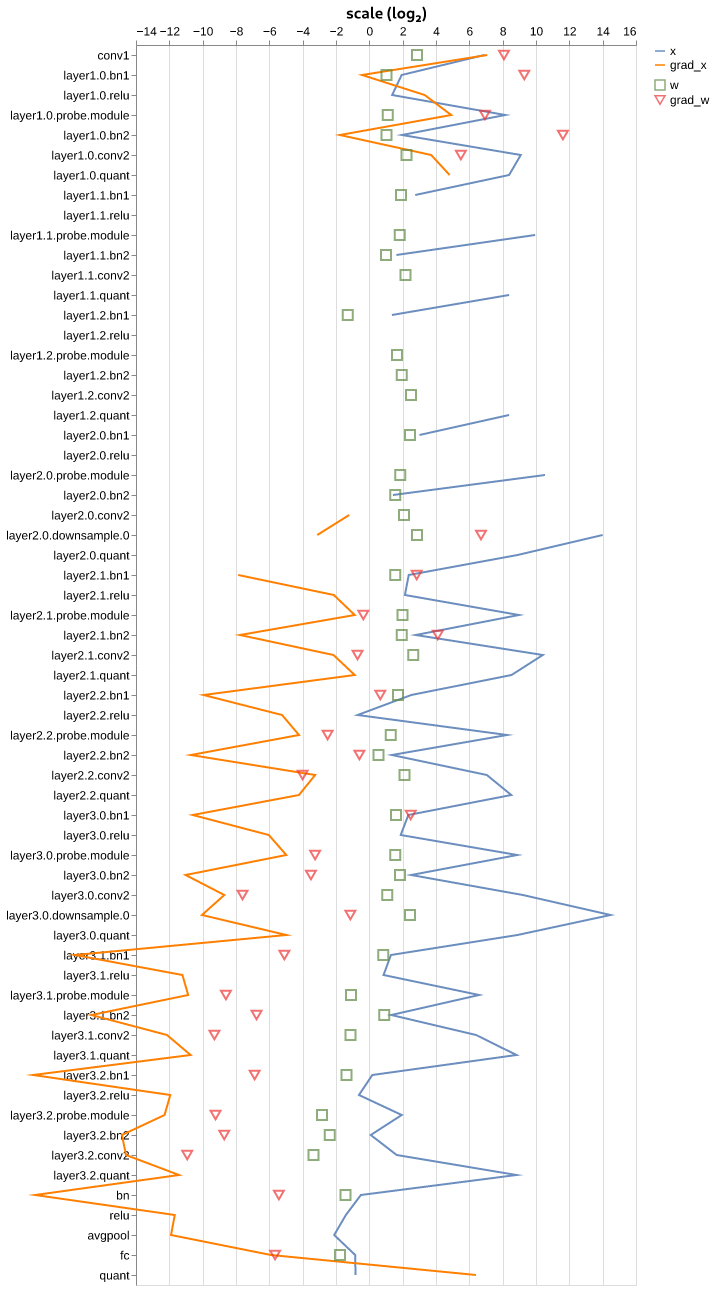 scale (log₂)
−14 −12 −10 −8 −6 −4 −2 0 2 4 6 8 10 12 14 16
x
grad_x
w
grad_w
conv1
layer1.0.bn1
layer1.0.relu
layer1.0.probe.module
layer1.0.bn2
layer1.0.conv2
layer1.0.quant
layer1.1.bn1
layer1.1.relu
layer1.1.probe.module
layer1.1.bn2
layer1.1.conv2
layer1.1.quant
layer1.2.bn1
layer1.2.relu
layer1.2.probe.module
layer1.2.bn2
layer1.2.conv2
layer1.2.quant
layer2.0.bn1
layer2.0.relu
layer2.0.probe.module
layer2.0.bn2
layer2.0.conv2
layer2.0.downsample.0
layer2.0.quant
layer2.1.bn1
layer2.1.relu
layer2.1.probe.module
layer2.1.bn2
layer2.1.conv2
layer2.1.quant
layer2.2.bn1
layer2.2.relu
layer2.2.probe.module
layer2.2.bn2
layer2.2.conv2
layer2.2.quant
layer3.0.bn1
layer3.0.relu
layer3.0.probe.module
layer3.0.bn2
layer3.0.conv2
layer3.0.downsample.0
layer3.0.quant
layer3.1.bn1
layer3.1.relu
layer3.1.probe.module
layer3.1.bn2
layer3.1.conv2
layer3.1.quant
layer3.2.bn1
layer3.2.relu
layer3.2.probe.module
layer3.2.bn2
layer3.2.conv2
layer3.2.quant
bn
relu
avgpool
fc
quant